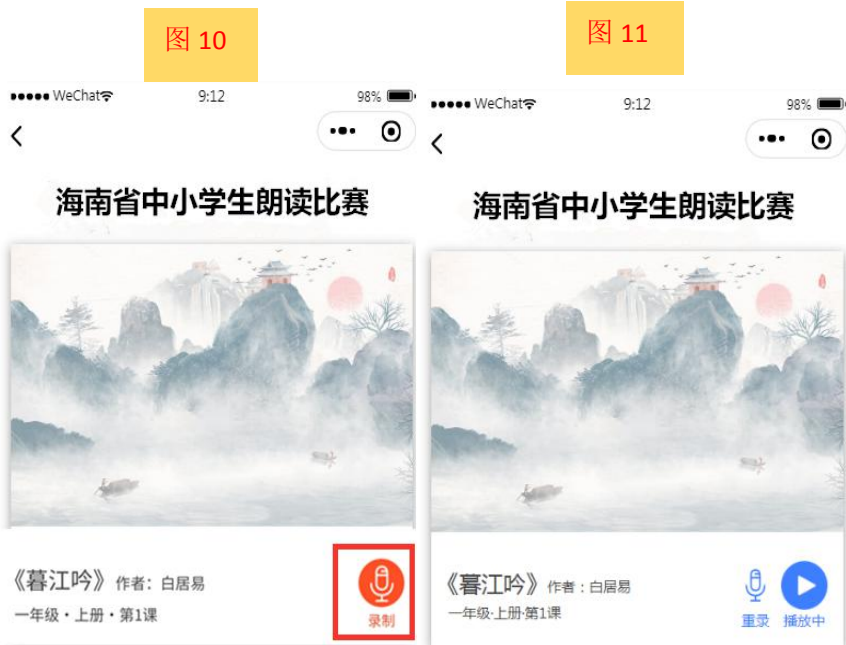 图 10
WeChat 9:12 98%
海南省中小学生朗读比赛
《暮江吟》作者：白居易
一年级·上册·第1课
录制
图 11
WeChat 9:12 98%
海南省中小学生朗读比赛
《暮江吟》作者：白居易
一年级·上册·第1课
重录 播放中